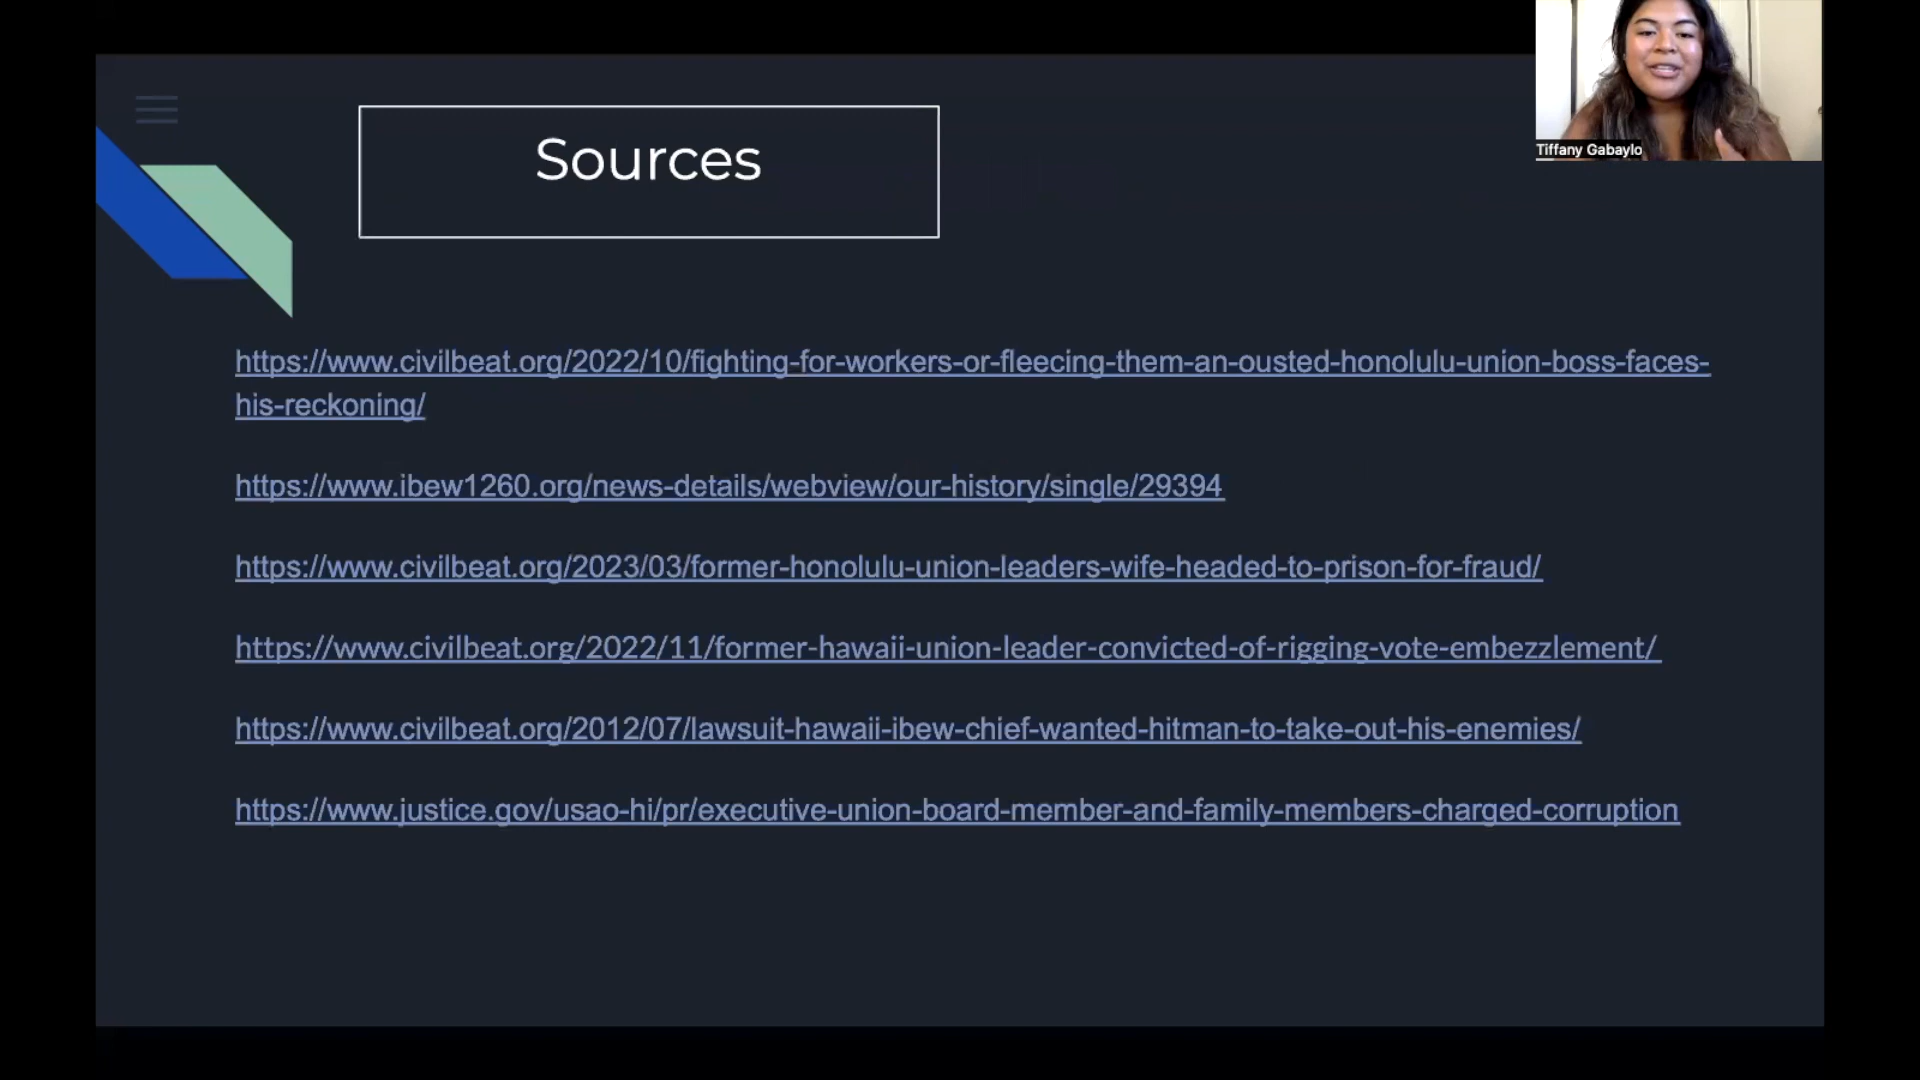 Sources
Tiffany Gabaylo
https://www.civilbeat.org/2022/10/fighting-for-workers-or-fleecing-them-an-ousted-honolulu-union-boss-faces-
his-reckoning/
https://www.ibew1260.org/news-details/webview/our-history/single/29394
https://www.civilbeat.org/2023/03/former-honolulu-union-leaders-wife-headed-to-prison-for-fraud/
https://www.civilbeat.org/2022/11/former-hawaii-union-leader-convicted-of-rigging-vote-embezzlement/
https://www.civilbeat.org/2012/07/lawsuit-hawaii-ibew-chief-wanted-hitman-to-take-out-his-enemies/
https://www.justice.gov/usao-hi/pr/executive-union-board-member-and-family-members-charged-corruption